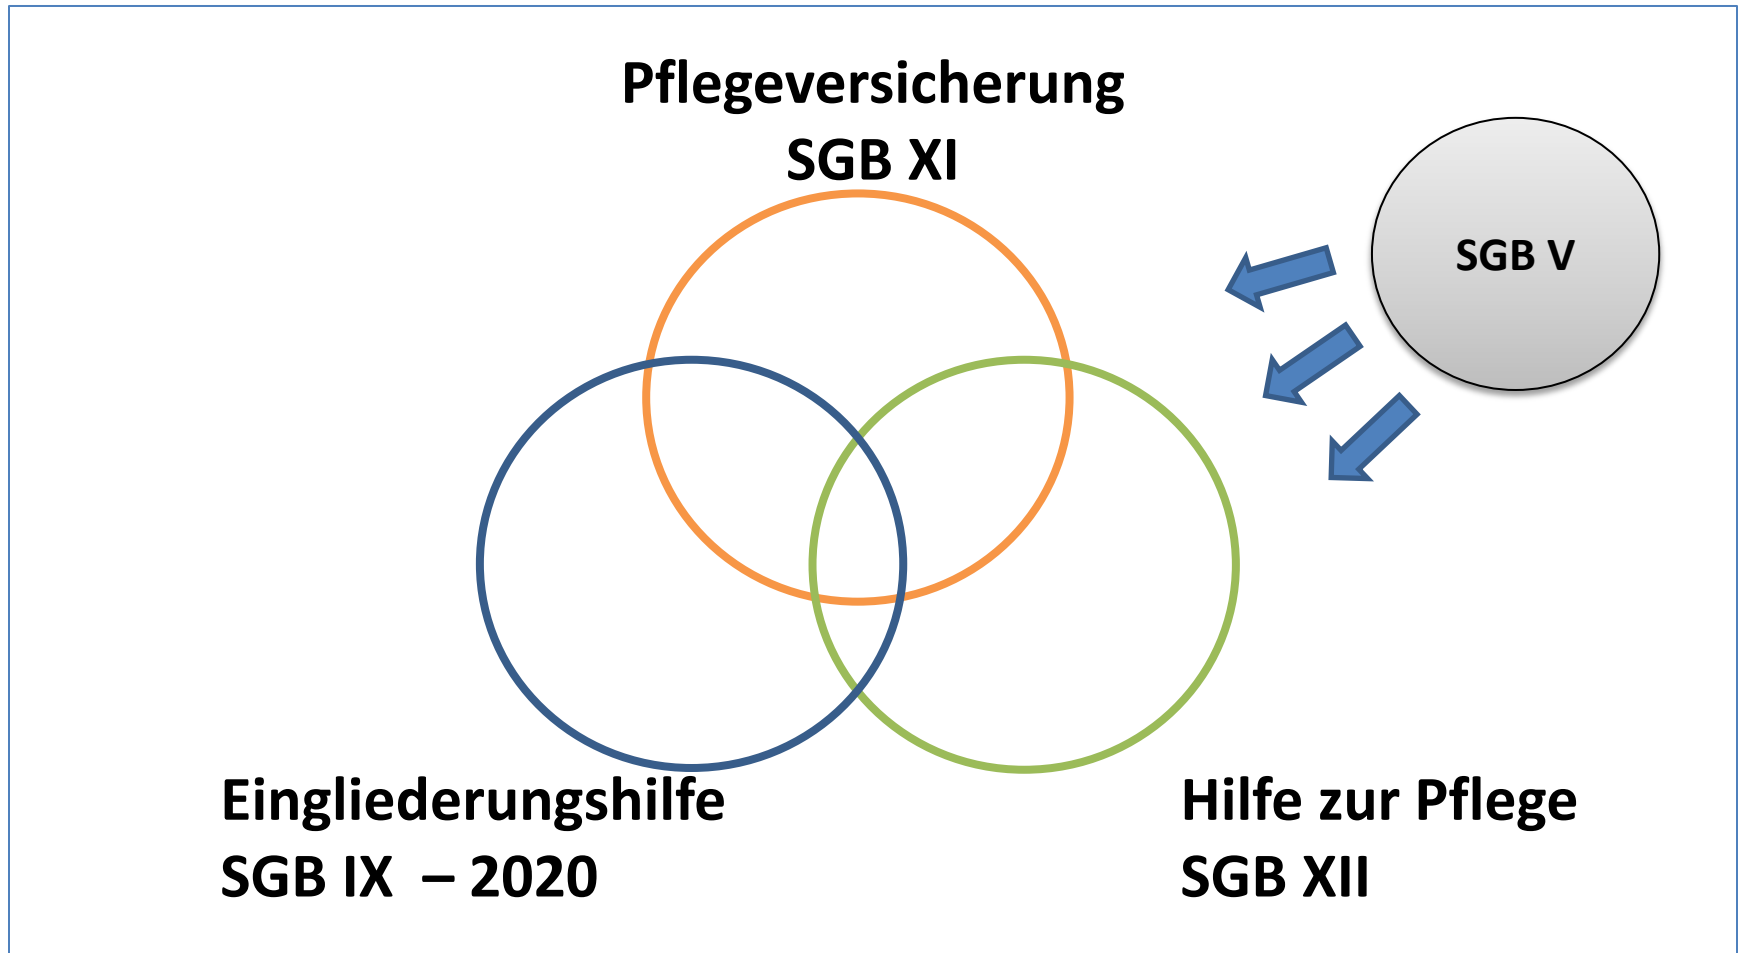 Pflegeversicherung
SGB XI
SGB V
Eingliederungshilfe
SGB IX – 2020
Hilfe zur Pflege
SGB XII